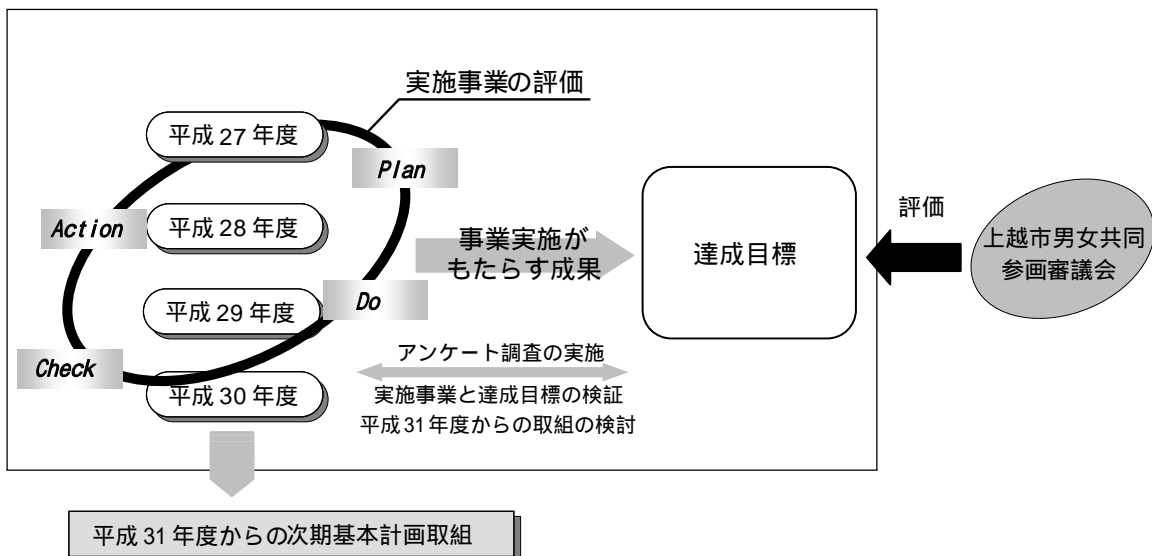 実施事業の評価
平成27年度
Plan
Action
平成28年度
事業実施が
もたらす成果
達成目標
評価
上越市男女共同
参画審議会
平成29年度
Do
Check
平成30年度
アンケート調査の実施
実施事業と達成目標の検証
平成31年度からの取組の検討
平成31年度からの次期基本計画取組